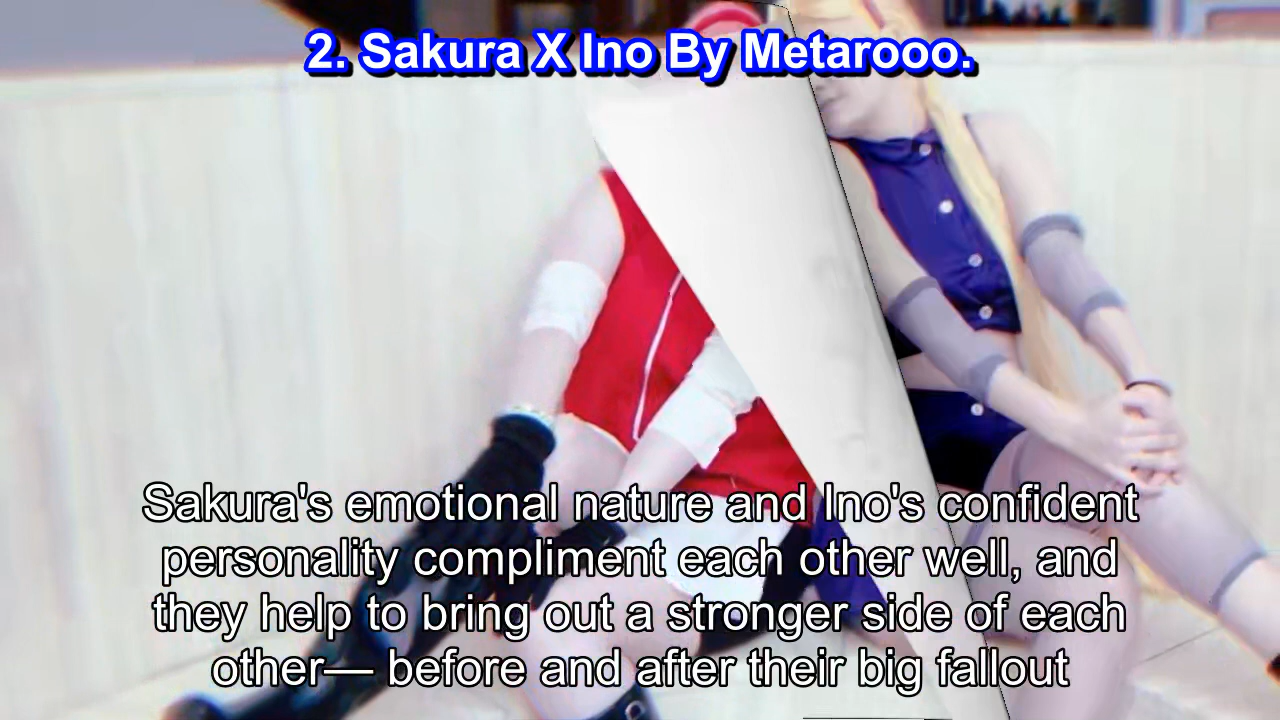 2. Sakura X Ino By Metarooo.
Sakura's emotional nature and Ino's confident
personality compliment each other well, and
they help to bring out a stronger side of each
other— before and after their big fallout